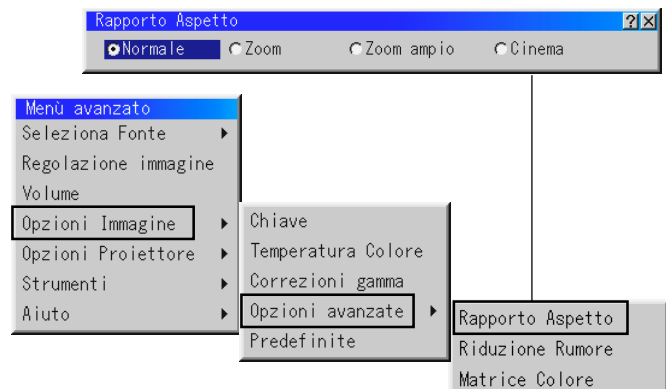 Rapporto Aspetto ? x
Normale Zoom Zoom ampio Cinema
Menù avanzato
Seleziona Fonte
Regolazione immagine
Volume
Opzioni Immagine
Opzioni Proiettore
Strumenti
Aiuto
Chiave
Temperatura Colore
Correzioni gamma
Opzioni avanzate
Predefinite
Rapporto Aspetto
Riduzione Rumore
Matrice Colore